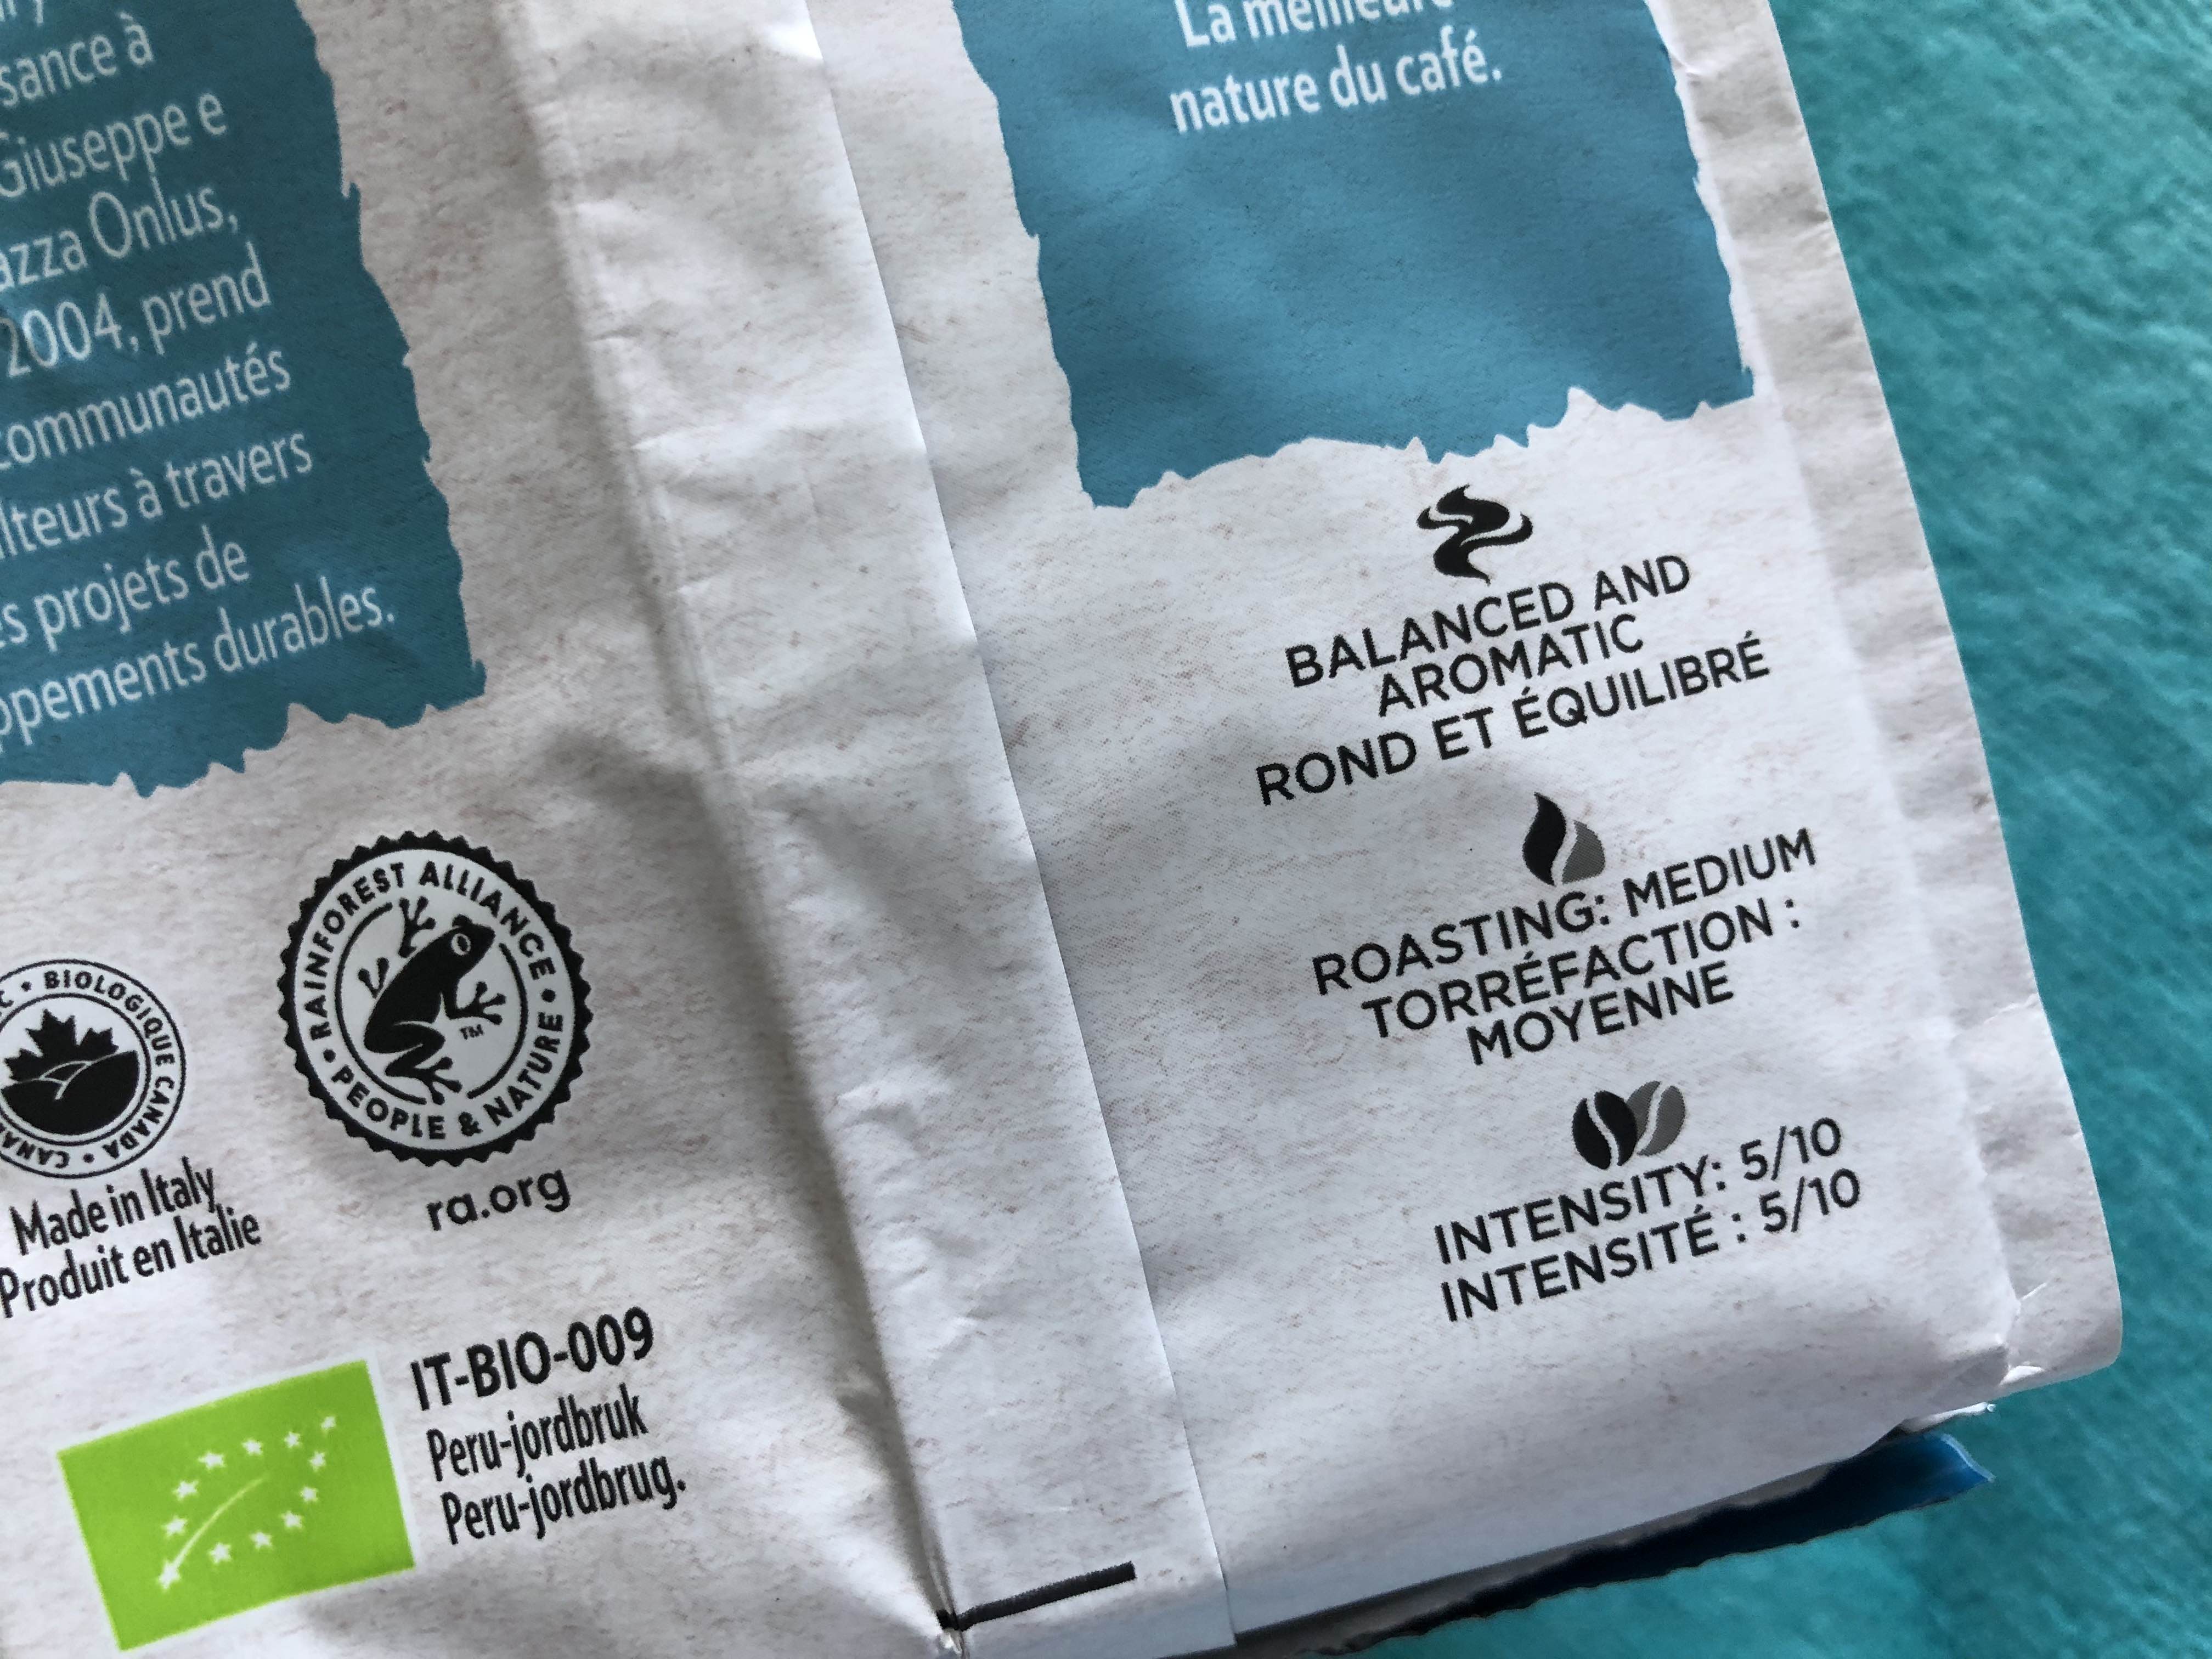 sance à
Giuseppe e
azza Onlus,
2004, prend
communautés
lteurs à travers
es projets de
ppements durables.
RAINFOREST ALLIANCE
PEOPLE & NATURE
TM
ra.org
BIOLOGIQUE CANADA
Made in Italy
Produit en Italie
IT-BIO-009
Peru-jordbruk
Peru-jordbrug.
La meilleure
nature du café.
BALANCED AND
AROMATIC
ROND ET ÉQUILIBRÉ
ROASTING: MEDIUM
TORRÉFACTION :
MOYENNE
INTENSITY: 5/10
INTENSITÉ : 5/10